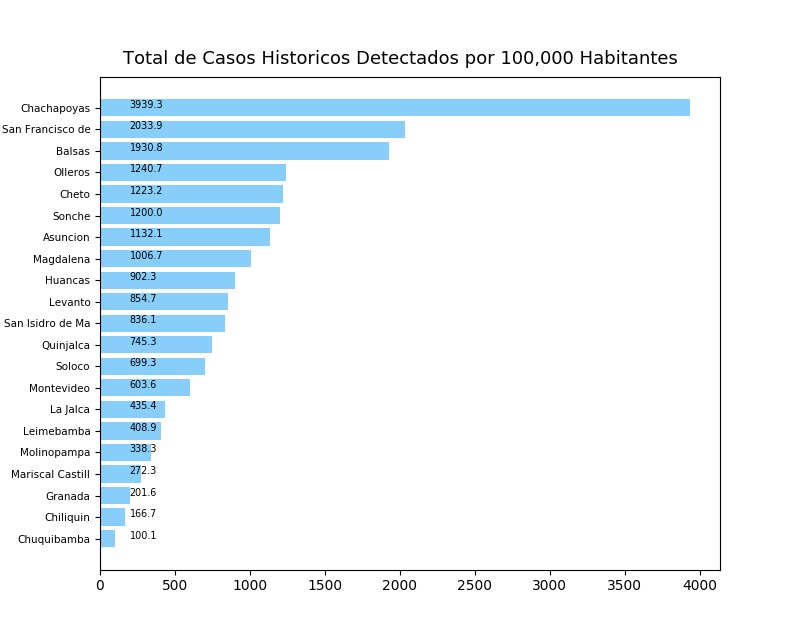 Total de Casos Historicos Detectados por 100,000 Habitantes
Chachapoyas 3939.3
San Francisco de 2033.9
Balsas 1930.8
Olleros 1240.7
Cheto 1223.2
Sonche 1200.0
Asuncion 1132.1
Magdalena 1006.7
Huancas 902.3
Levanto 854.7
San Isidro de Ma 836.1
Quinjalca 745.3
Soloco 699.3
Montevideo 603.6
La Jalca 435.4
Leimebamba 408.9
Molinopampa 338.3
Mariscal Castill 272.3
Granada 201.6
Chiliquin 166.7
Chuquibamba 100.1
0 500 1000 1500 2000 2500 3000 3500 4000